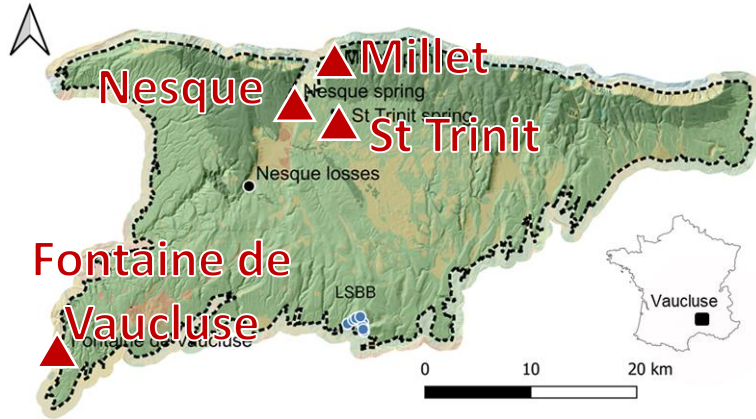 Millet
Nesque
Nesque spring
St Trinit spring
St Trinit
Nesque losses
Fontaine de
Vaucluse
Fontaine de Vaucluse
LSBB
Vaucluse
0 10 20 km